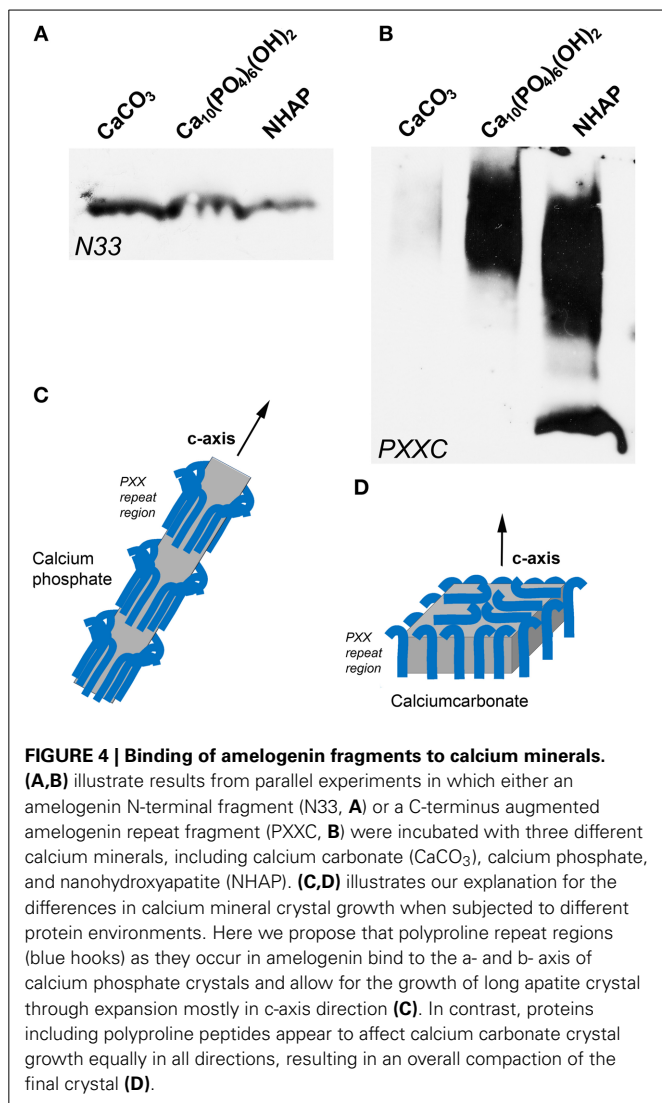 A
CaCO₃
Ca₁₀(PO₄)₆(OH)₂
NHAP
N33
B
CaCO₃
Ca₁₀(PO₄)₆(OH)₂
NHAP
PXXC
C
c-axis
PXX
repeat
region
Calcium
phosphate
D
c-axis
PXX
repeat
region
Calciumcarbonate
FIGURE 4 | Binding of amelogenin fragments to calcium minerals.
(A,B) illustrate results from parallel experiments in which either an
amelogenin N-terminal fragment (N33, A) or a C-terminus augmented
amelogenin repeat fragment (PXXC, B) were incubated with three different
calcium minerals, including calcium carbonate (CaCO₃), calcium phosphate,
and nanohydroxyapatite (NHAP). (C,D) illustrates our explanation for the
differences in calcium mineral crystal growth when subjected to different
protein environments. Here we propose that polyproline repeat regions
(blue hooks) as they occur in amelogenin bind to the a- and b- axis of
calcium phosphate crystals and allow for the growth of long apatite crystal
through expansion mostly in c-axis direction (C). In contrast, proteins
including polyproline peptides appear to affect calcium carbonate crystal
growth equally in all directions, resulting in an overall compaction of the
final crystal (D).